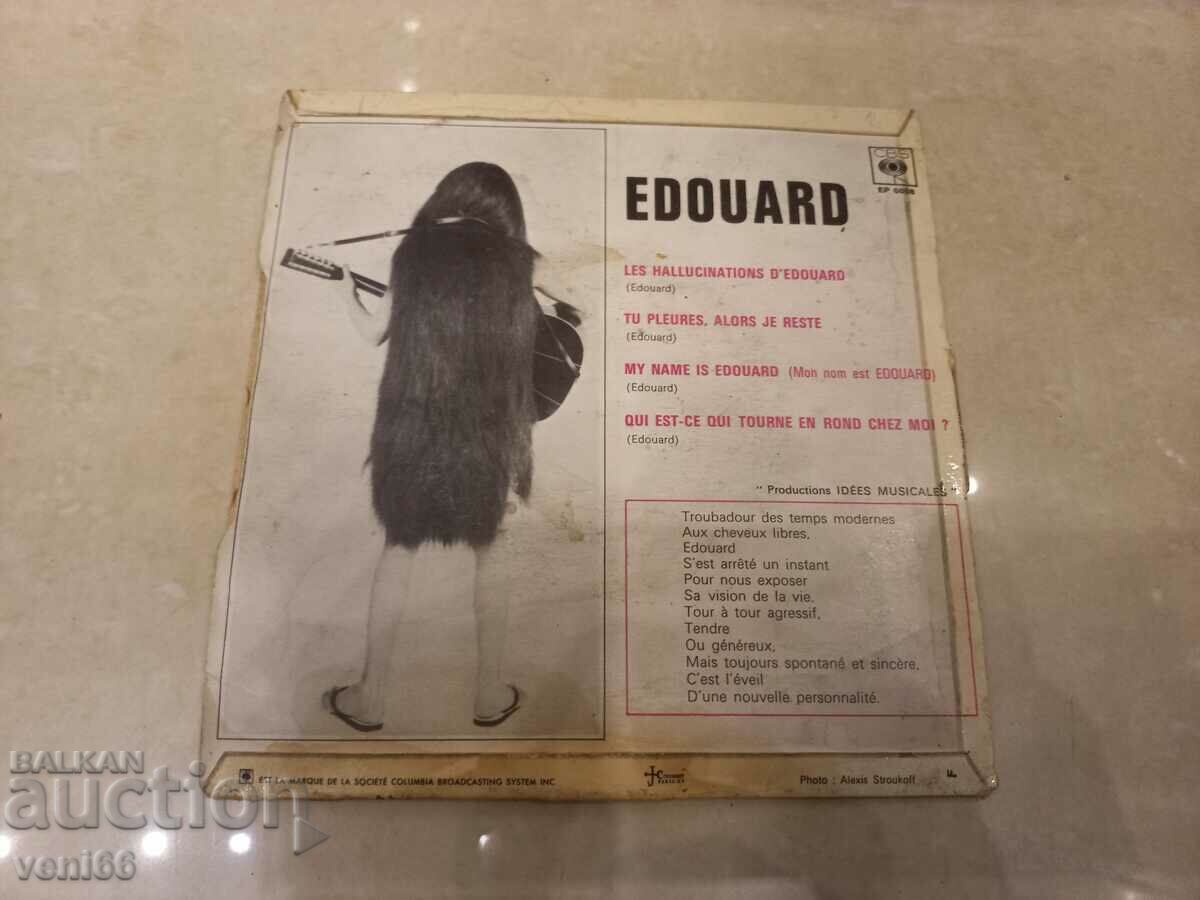 CBS
EDOUARD
LES HALLUCINATIONS D'EDOUARD
(Edouard)
TU PLEURES, ALORS JE RESTE
(Edouard)
MY NAME IS EDOUARD (Mon nom est EDOUARD)
(Edouard)
QUI EST-CE QUI TOURNE EN ROND CHEZ MOI ?
(Edouard)
" Productions IDÉES MUSICALES "
Troubadour des temps modernes
Aux cheveux libres,
Edouard
S'est arrêté un instant
Pour nous exposer
Sa vision de la vie,
Tour à tour agressif,
Tendre
Ou généreux,
Mais toujours spontané et sincère,
C'est l'éveil
D'une nouvelle personnalité.
EST LA MARQUE DE LA SOCIÉTÉ COLUMBIA BROADCASTING SYSTEM INC.
Photo : Alexis Stroukoff
BALKAN
auction
veni66